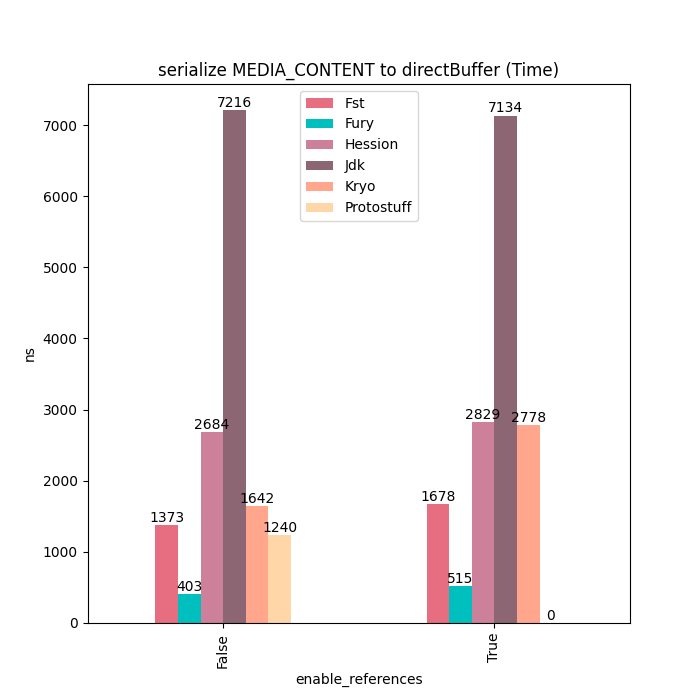 serialize MEDIA_CONTENT to directBuffer (Time)
Fst
Fury
Hession
Jdk
Kryo
Protostuff
7216
7134
7000
6000
5000
4000
3000
2000
1000
0
ns
1373
403
2684
1642
1240
1678
515
2829
2778
0
False
True
enable_references